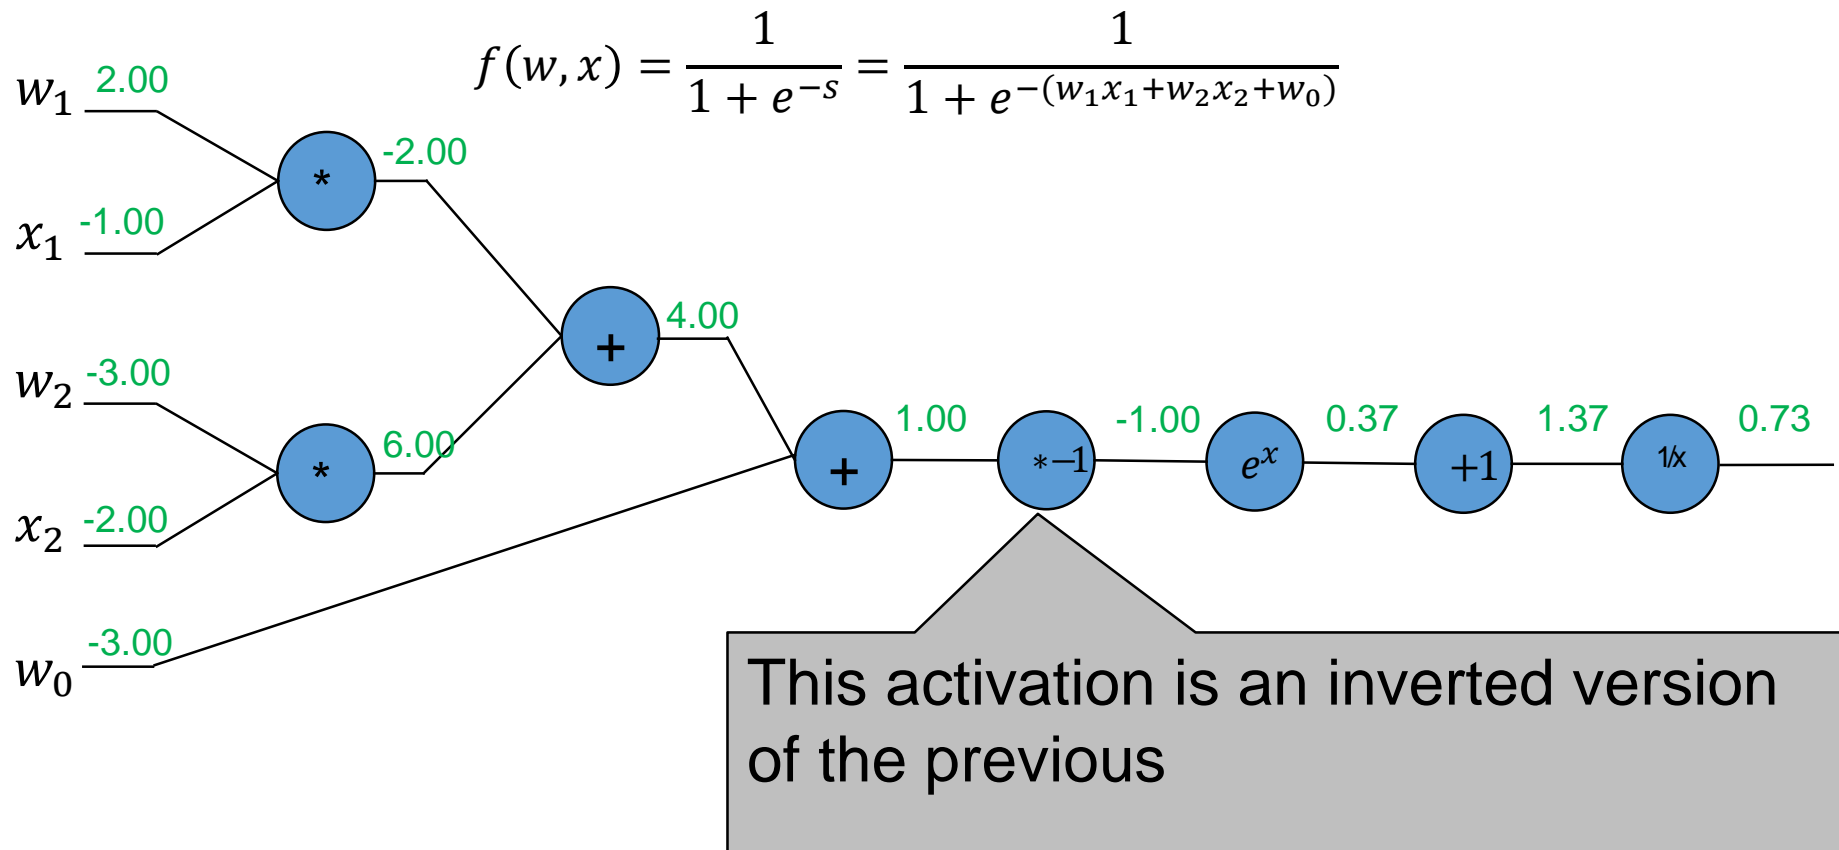 f(w, x) = 1 / (1 + e^{-s}) = 1 / (1 + e^{-(w_1x_1+w_2x_2+w_0)})
w_1 2.00
* -2.00
x_1 -1.00
+ 4.00
w_2 -3.00
* 6.00
x_2 -2.00
+ 1.00 *−1 -1.00 e^x 0.37 +1 1.37 1/x 0.73
w_0 -3.00
This activation is an inverted version
of the previous